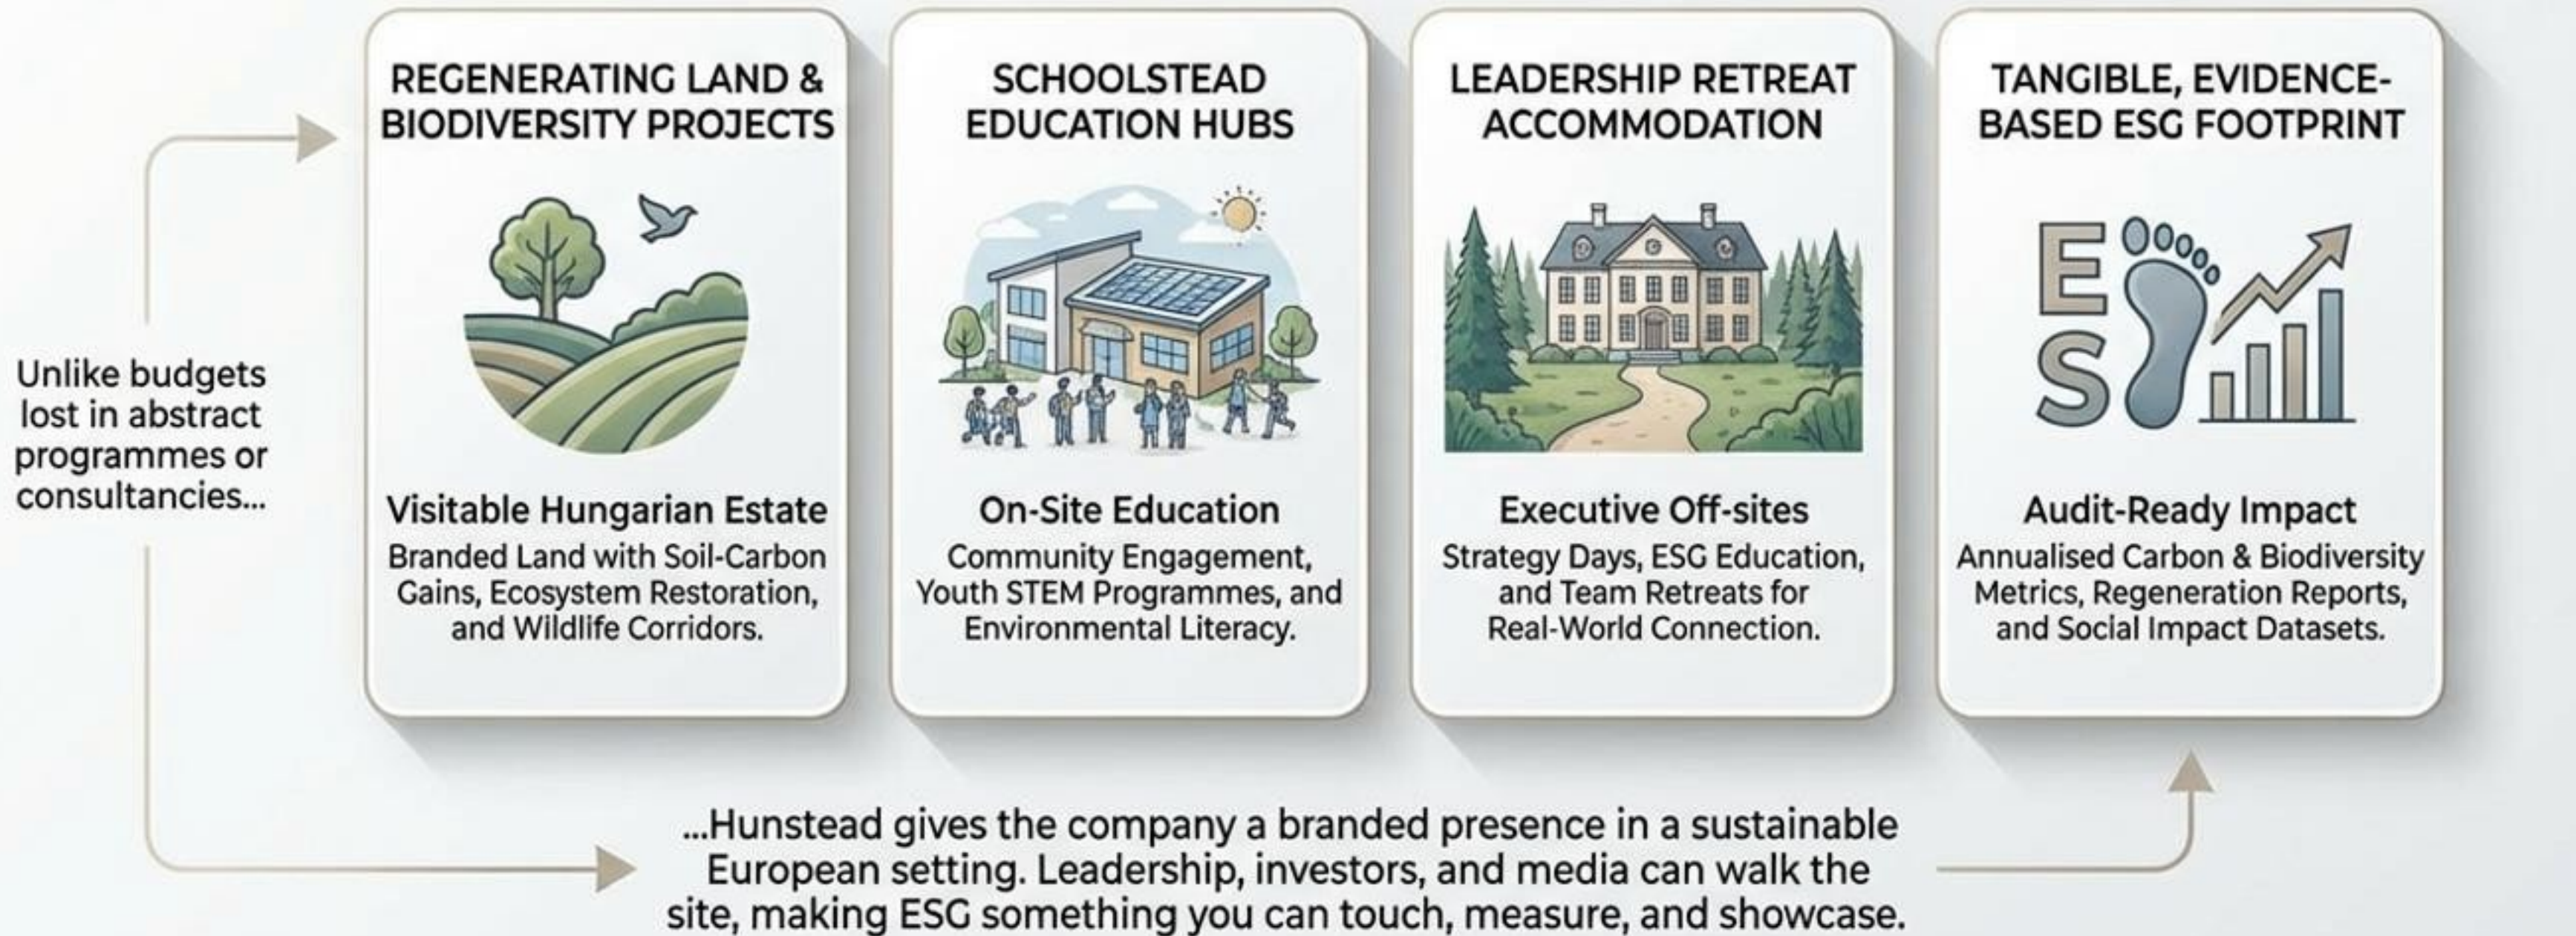 Unlike budgets
lost in abstract
programmes or
consultancies...
REGENERATING LAND &
BIODIVERSITY PROJECTS
Visitable Hungarian Estate
Branded Land with Soil-Carbon
Gains, Ecosystem Restoration,
and Wildlife Corridors.
SCHOOLSTEAD
EDUCATION HUBS
On-Site Education
Community Engagement,
Youth STEM Programmes, and
Environmental Literacy.
LEADERSHIP RETREAT
ACCOMMODATION
Executive Off-sites
Strategy Days, ESG Education,
and Team Retreats for
Real-World Connection.
TANGIBLE, EVIDENCE-
BASED ESG FOOTPRINT
E
S
Audit-Ready Impact
Annualised Carbon & Biodiversity
Metrics, Regeneration Reports,
and Social Impact Datasets.
...Hunstead gives the company a branded presence in a sustainable
European setting. Leadership, investors, and media can walk the
site, making ESG something you can touch, measure, and showcase.